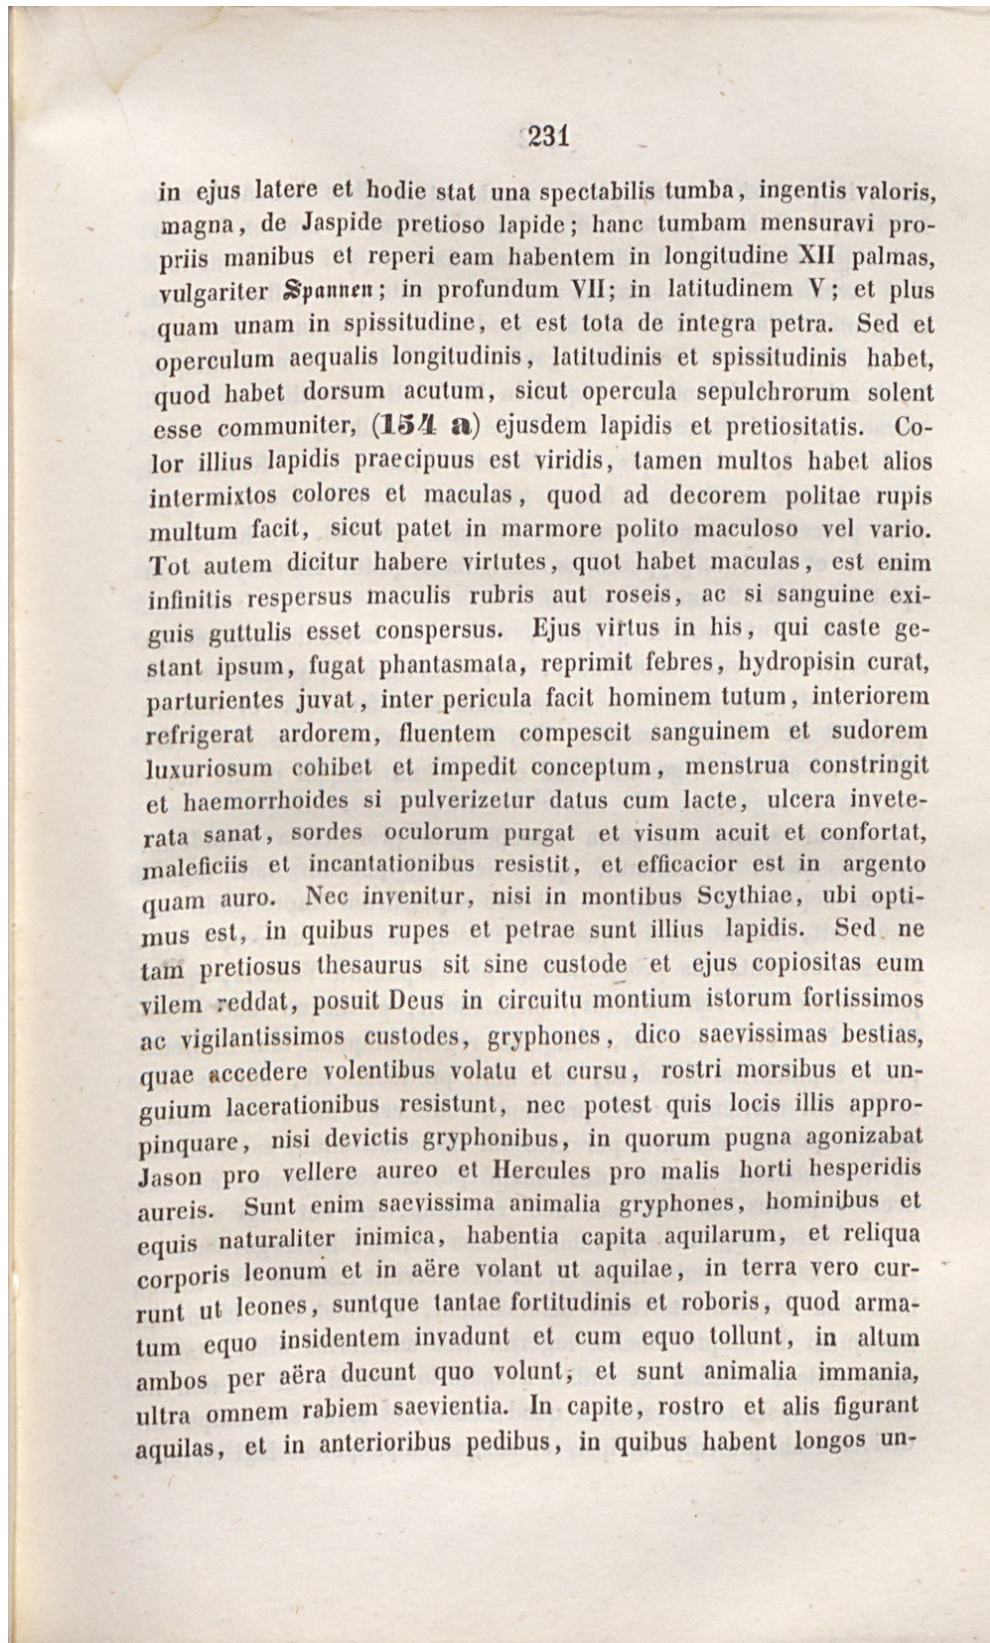 231
in ejus latere et hodie stat una spectabilis tumba, ingentis valoris,
magna, de Jaspide pretioso lapide; hanc tumbam mensuravi pro-
priis manibus et reperi eam habentem in longitudine XII palmas,
vulgariter Spannen; in profundum VII; in latitudinem V; et plus
quam unam in spissitudine, et est tota de integra petra. Sed et
operculum aequalis longitudinis, latitudinis et spissitudinis habet,
quod habet dorsum acutum, sicut opercula sepulchrorum solent
esse communiter, (154 a) ejusdem lapidis et pretiositatis. Co-
lor illius lapidis praecipuus est viridis, tamen multos habet alios
intermixtos colores et maculas, quod ad decorem politae rupis
multum facit, sicut patet in marmore polito maculoso vel vario.
Tot autem dicitur habere virtutes, quot habet maculas, est enim
infinitis respersus maculis rubris aut roseis, ac si sanguine exi-
guis guttulis esset conspersus. Ejus virtus in his, qui caste ge-
stant ipsum, fugat phantasmata, reprimit febres, hydropisin curat,
parturientes juvat, inter pericula facit hominem tutum, interiorem
refrigerat ardorem, fluentem compescit sanguinem et sudorem
luxuriosum cohibet et impedit conceptum, menstrua constringit
et haemorrhoides si pulverizetur datus cum lacte, ulcera invete-
rata sanat, sordes oculorum purgat et visum acuit et confortat,
maleficiis et incantationibus resistit, et efficacior est in argento
quam auro. Nec invenitur, nisi in montibus Scythiae, ubi opti-
mus est, in quibus rupes et petrae sunt illius lapidis. Sed ne
tam pretiosus thesaurus sit sine custode et ejus copiositas eum
vilem reddat, posuit Deus in circuitu montium istorum fortissimos
ac vigilantissimos custodes, gryphones, dico saevissimas bestias,
quae accedere volentibus volatu et cursu, rostri morsibus et un-
guium lacerationibus resistunt, nec potest quis locis illis appro-
pinquare, nisi devictis gryphonibus, in quorum pugna agonizabat
Jason pro vellere aureo et Hercules pro malis horti hesperidis
aureis. Sunt enim saevissima animalia gryphones, hominibus et
equis naturaliter inimica, habentia capita aquilarum, et reliqua
corporis leonum et in aëre volant ut aquilae, in terra vero cur-
runt ut leones, suntque tantae fortitudinis et roboris, quod arma-
tum equo insidentem invadunt et cum equo tollunt, in altum
ambos per aëra ducunt quo volunt, et sunt animalia immania,
ultra omnem rabiem saevientia. In capite, rostro et alis figurant
aquilas, et in anterioribus pedibus, in quibus habent longos un-